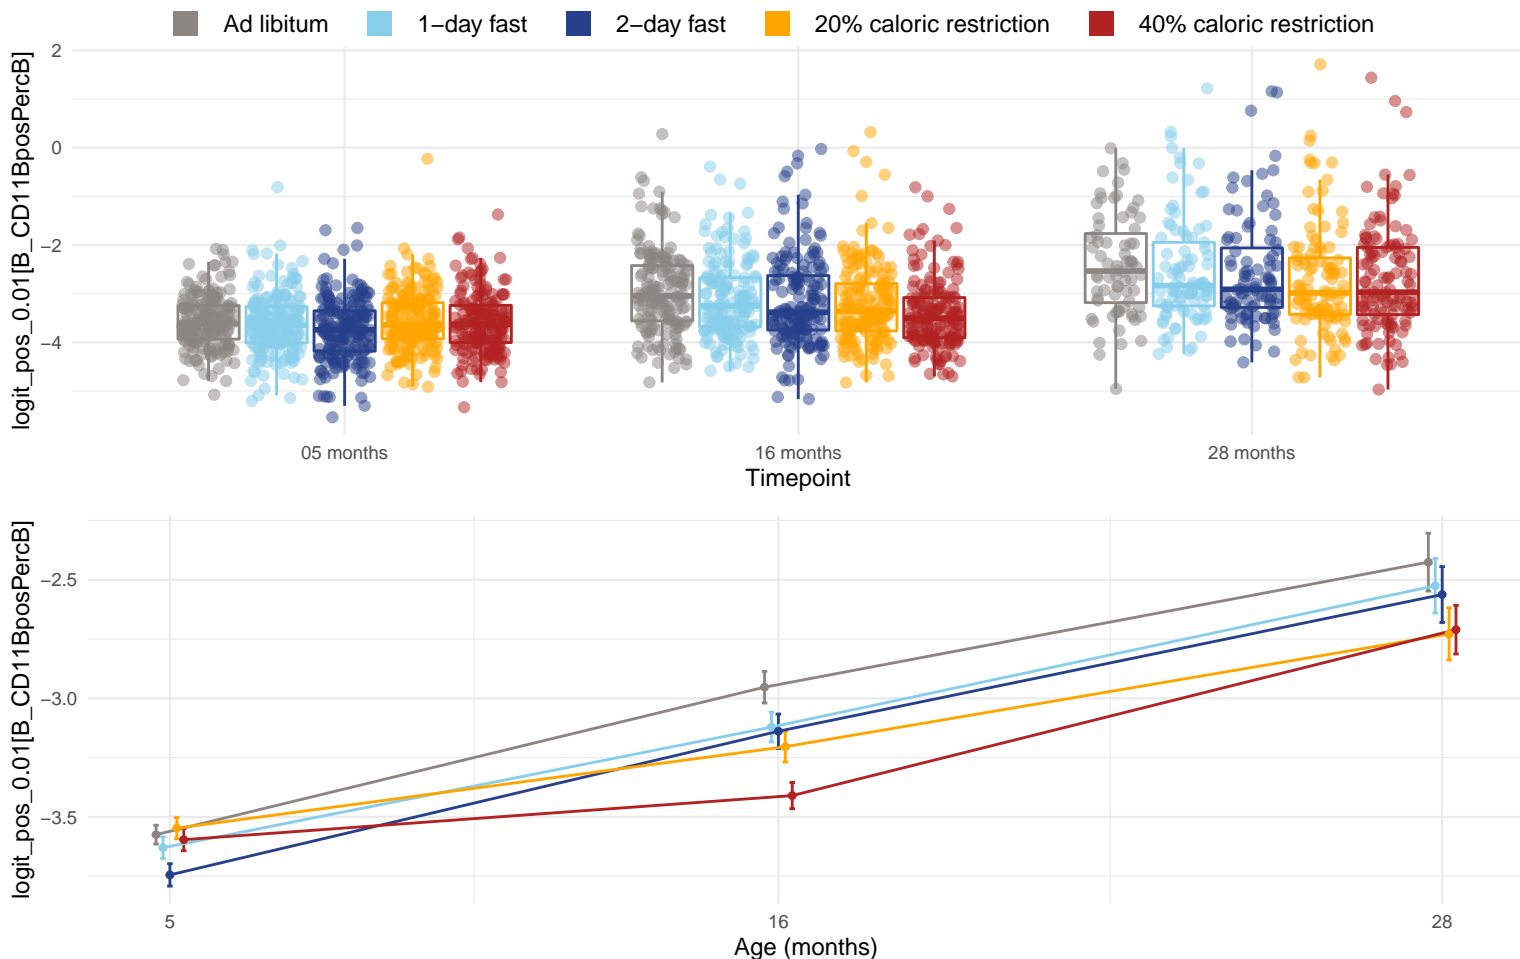 Ad libitum 1−day fast 2−day fast 20% caloric restriction 40% caloric restriction
logit_pos_0.01[B_CD11BposPercB]
2
0
−2
−4
05 months 16 months 28 months
Timepoint
logit_pos_0.01[B_CD11BposPercB]
−2.5
−3.0
−3.5
5 16 28
Age (months)